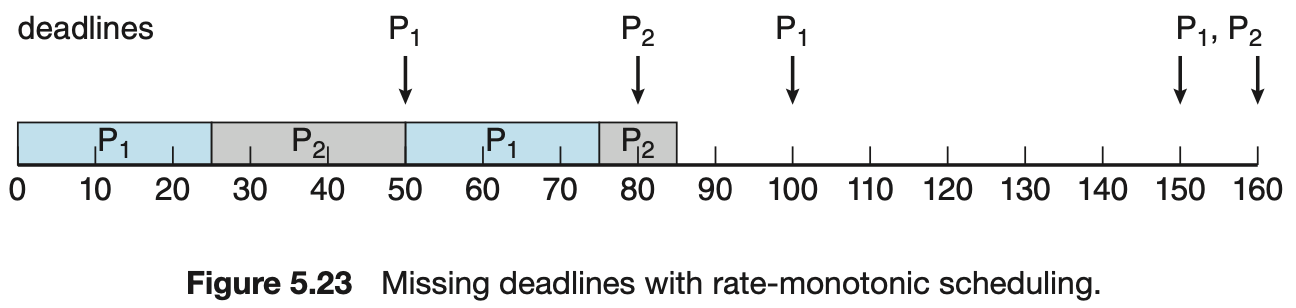 deadlines P₁ P₂ P₁ P₁, P₂
P₁ P₂ P₁ P₂
0 10 20 30 40 50 60 70 80 90 100 110 120 130 140 150 160
Figure 5.23 Missing deadlines with rate-monotonic scheduling.